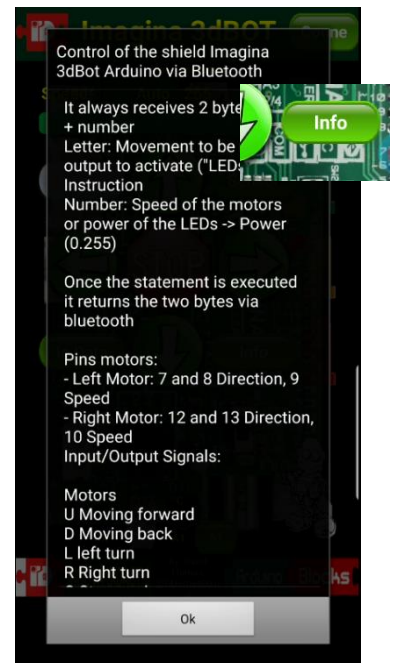 Imagina 3dBOT
Control of the shield Imagina
3dBot Arduino via Bluetooth
It always receives 2 byte
+ number
Letter: Movement to be
output to activate ("LED
Instruction
Number: Speed of the motors
or power of the LEDs -> Power
(0.255)
Once the statement is executed
it returns the two bytes via
bluetooth
Pins motors:
- Left Motor: 7 and 8 Direction, 9
Speed
- Right Motor: 12 and 13 Direction,
10 Speed
Input/Output Signals:
Motors
U Moving forward
D Moving back
L left turn
R Right turn
Ok
Info